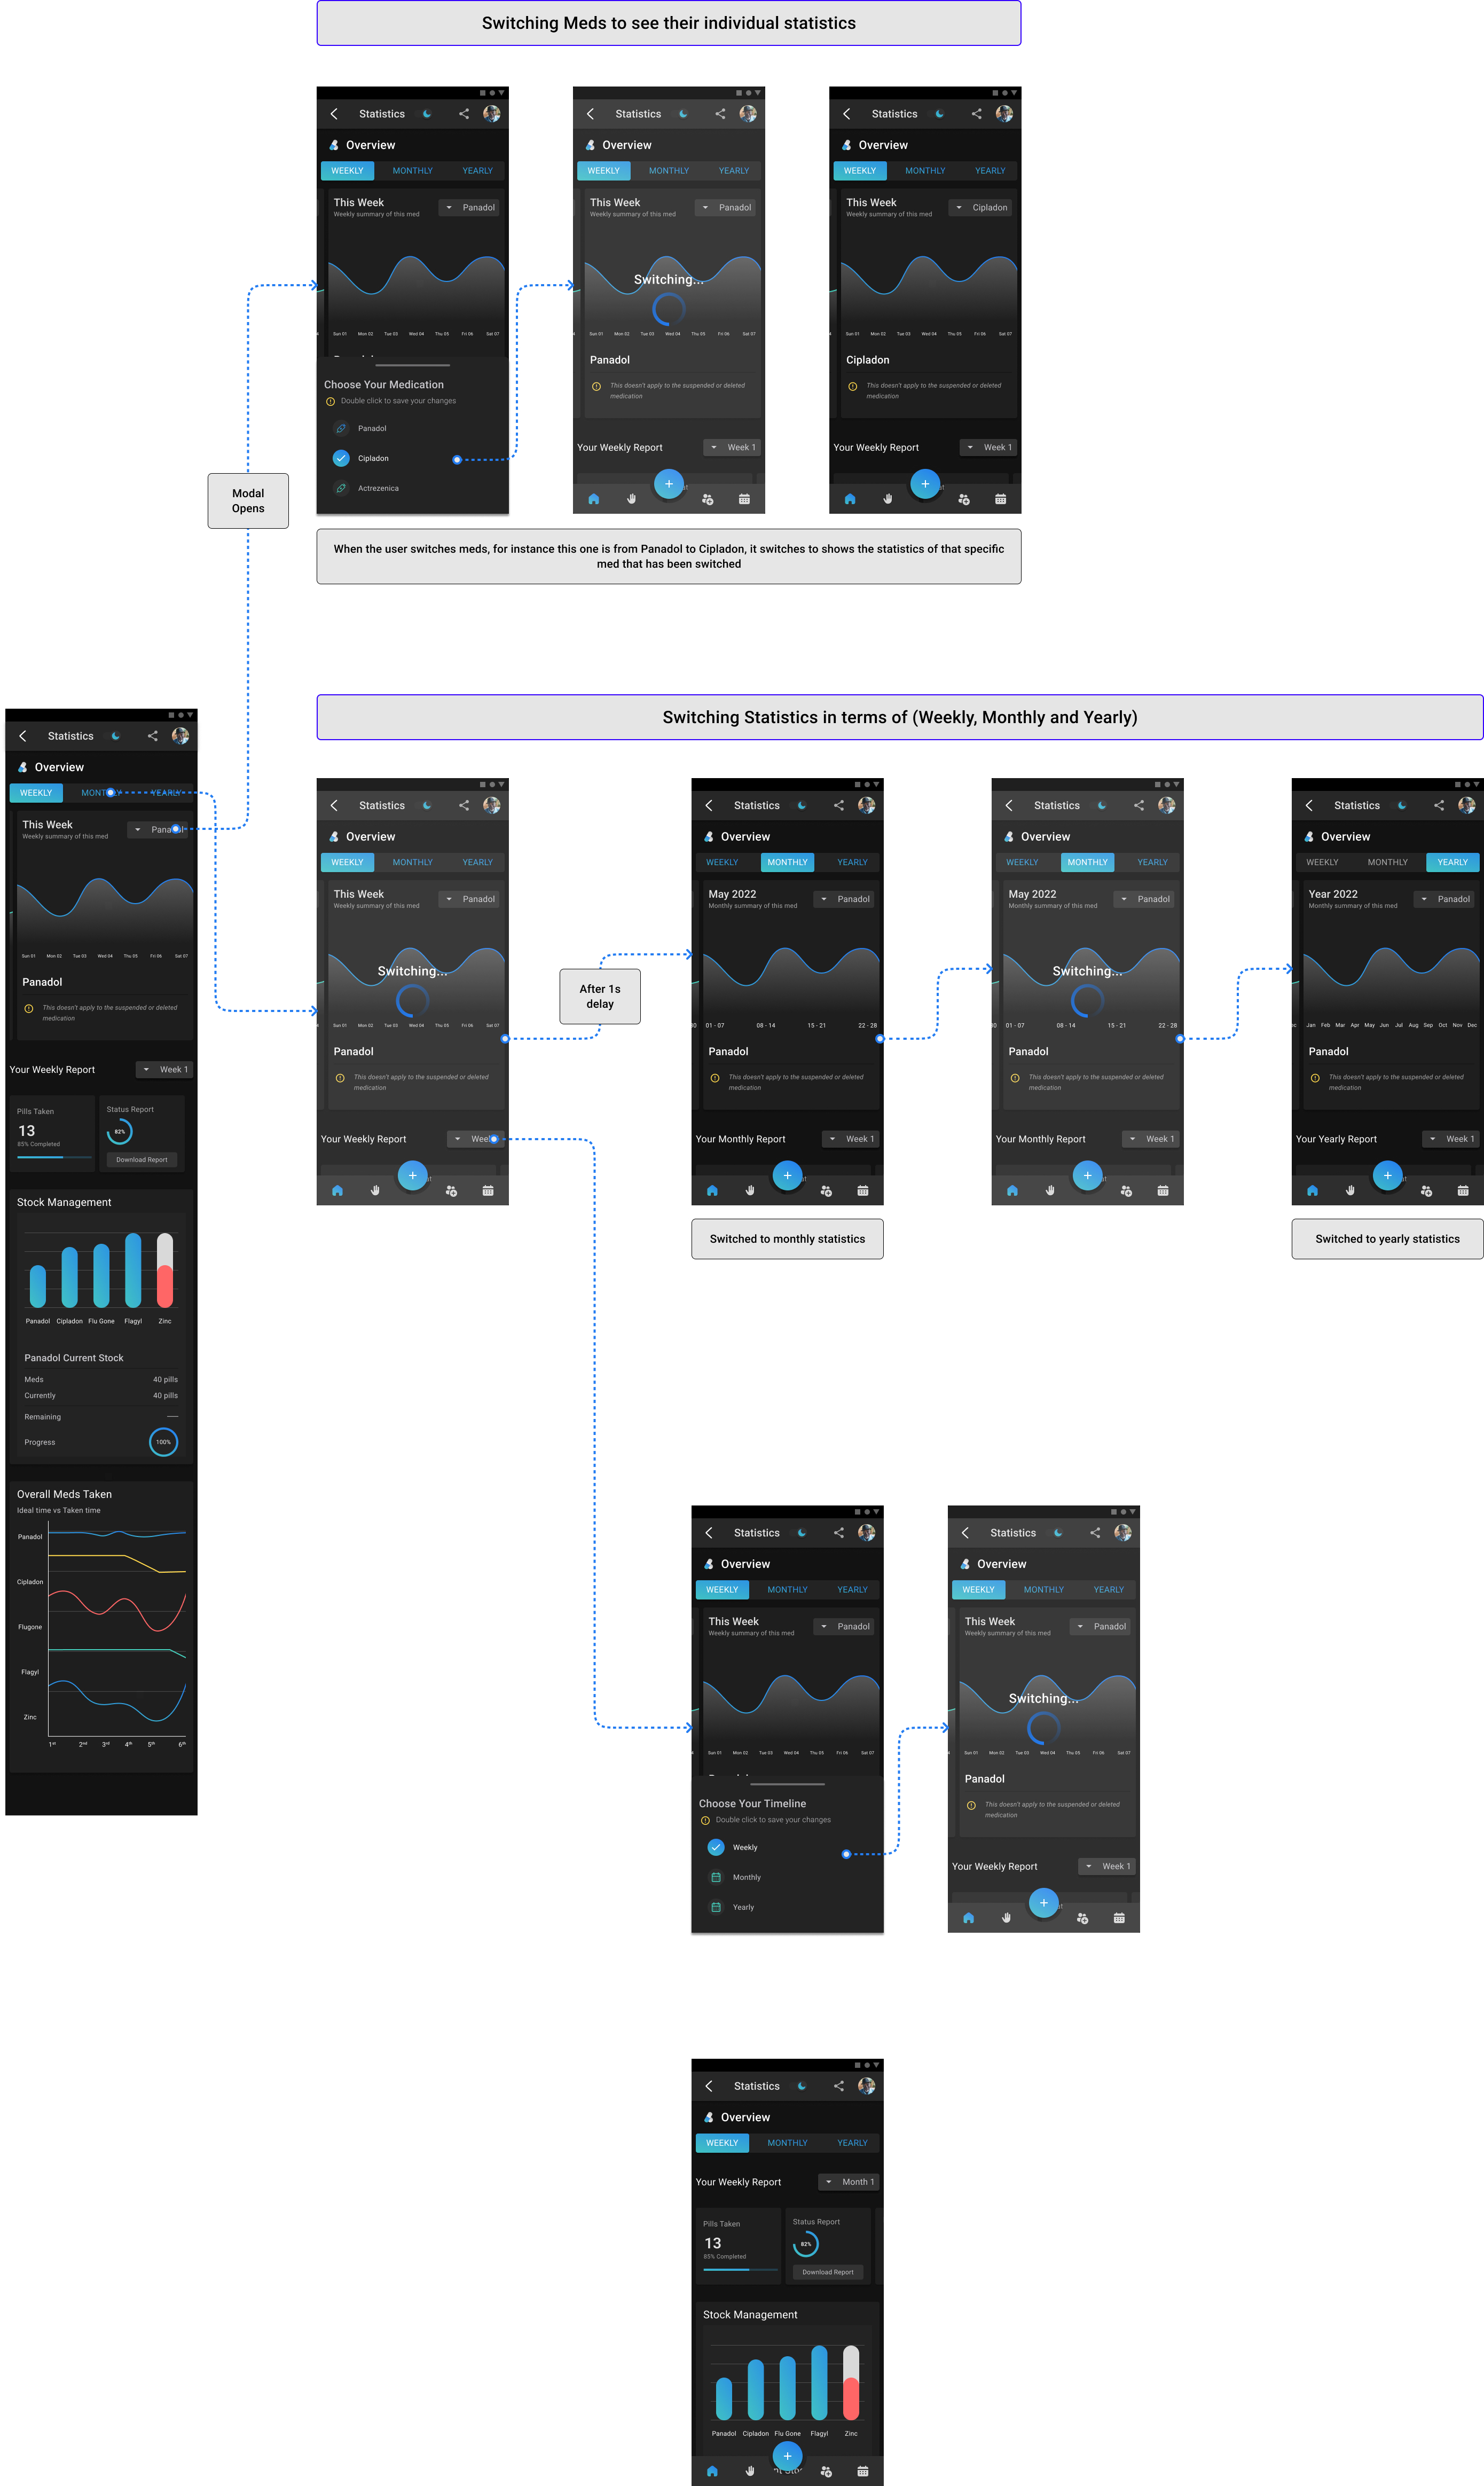 Switching Meds to see their individual statistics
Statistics
Overview
WEEKLY MONTHLY YEARLY
This Week
Weekly summary of this med
Panadol
Sun 01 Mon 02 Tue 03 Wed 04 Thu 05 Fri 06 Sat 07
Choose Your Medication
Double click to save your changes
Panadol
Cipladon
Actrezenica
Statistics
Overview
WEEKLY MONTHLY YEARLY
This Week
Weekly summary of this med
Panadol
Switching...
Sun 01 Mon 02 Tue 03 Wed 04 Thu 05 Fri 06 Sat 07
Panadol
This doesn't apply to the suspended or deleted
medication
Your Weekly Report
Week 1
Statistics
Overview
WEEKLY MONTHLY YEARLY
This Week
Weekly summary of this med
Cipladon
Sun 01 Mon 02 Tue 03 Wed 04 Thu 05 Fri 06 Sat 07
Cipladon
This doesn't apply to the suspended or deleted
medication
Your Weekly Report
Week 1
Modal
Opens
When the user switches meds, for instance this one is from Panadol to Cipladon, it switches to shows the statistics of that specific
med that has been switched
Statistics
Overview
WEEKLY MONTHLY YEARLY
This Week
Weekly summary of this med
Panadol
Sun 01 Mon 02 Tue 03 Wed 04 Thu 05 Fri 06 Sat 07
Panadol
This doesn't apply to the suspended or deleted
medication
Your Weekly Report
Week 1
Pills Taken
13
85% Completed
Status Report
82%
Download Report
Stock Management
Panadol Cipladon Flu Gone Flagyl Zinc
Panadol Current Stock
Meds 40 pills
Currently 40 pills
Remaining
Progress 100%
Overall Meds Taken
Ideal time vs Taken time
Panadol
Cipladon
Flugone
Flagyl
Zinc
1st 2nd 3rd 4th 5th 6th
Switching Statistics in terms of (Weekly, Monthly and Yearly)
Statistics
Overview
WEEKLY MONTHLY YEARLY
This Week
Weekly summary of this med
Panadol
Switching...
Sun 01 Mon 02 Tue 03 Wed 04 Thu 05 Fri 06 Sat 07
Panadol
This doesn't apply to the suspended or deleted
medication
Your Weekly Report
After 1s
delay
Statistics
Overview
WEEKLY MONTHLY YEARLY
May 2022
Monthly summary of this med
Panadol
01 - 07 08 - 14 15 - 21 22 - 28
Panadol
This doesn't apply to the suspended or deleted
medication
Your Monthly Report
Week 1
Switched to monthly statistics
Statistics
Overview
WEEKLY MONTHLY YEARLY
May 2022
Monthly summary of this med
Panadol
Switching...
01 - 07 08 - 14 15 - 21 22 - 28
Panadol
This doesn't apply to the suspended or deleted
medication
Your Monthly Report
Week 1
Statistics
Overview
WEEKLY MONTHLY YEARLY
Year 2022
Monthly summary of this med
Panadol
Jan Feb Mar Apr May Jun Jul Aug Sep Oct Nov Dec
Panadol
This doesn't apply to the suspended or deleted
medication
Your Yearly Report
Week 1
Switched to yearly statistics
Statistics
Overview
WEEKLY MONTHLY YEARLY
This Week
Weekly summary of this med
Panadol
Sun 01 Mon 02 Tue 03 Wed 04 Thu 05 Fri 06 Sat 07
Choose Your Timeline
Double click to save your changes
Weekly
Monthly
Yearly
Statistics
Overview
WEEKLY MONTHLY YEARLY
This Week
Weekly summary of this med
Panadol
Switching...
Sun 01 Mon 02 Tue 03 Wed 04 Thu 05 Fri 06 Sat 07
Panadol
This doesn't apply to the suspended or deleted
medication
Your Weekly Report
Week 1
Statistics
Overview
WEEKLY MONTHLY YEARLY
Your Weekly Report
Month 1
Pills Taken
13
85% Completed
Status Report
82%
Download Report
Stock Management
Panadol Cipladon Flu Gone Flagyl Zinc